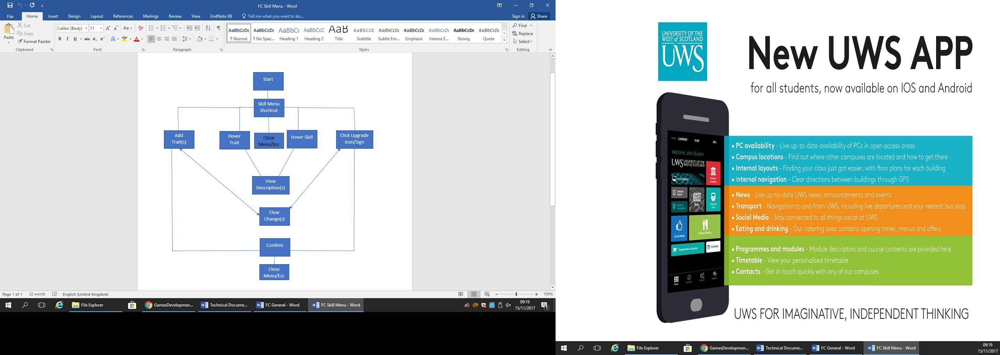 FC Skill Menu - Word
File Home Insert Design Layout References Mailings Review View EndNote X8 Tell me what you want to do... Sign in Share
Paste
Cut
Copy
Format Painter
Clipboard
Calibri (Body) 11
Font
Paragraph
AaBbCcDc AaBbCcDc AaBbCc AaBbCcD AaB AaBbCcD AaBbCcDc AaBbCcDc AaBbCcDc AaBbCcDc AaBbCcDc
¶ Normal ¶ No Spac... Heading 1 Heading 2 Title Subtitle Subtle Em... Emphasis Intense E... Strong Quote
Styles
Find
Replace
Select
Editing
Start
Skill Menu
Shortcut
Add
Trait(s)
Hover
Trait
Close
Menu/Esc
Hover Skill
Click Upgrade
Icon/Sign
View
Description(s)
Clear
Change(s)
Confirm
Close
Menu/Esc
Page 1 of 1 22 words English (United Kingdom) 100%
File Explorer GamesDevelopmen... Technical Docume... FC General - Word FC Skill Menu - Word
09:19
15/11/2017
1
UNIVERSITY OF THE
WEST of SCOTLAND
UWS
New UWS APP
for all students, now available on IOS and Android
CARRIER 12:00 99%
Welcome, John Student
UWS UNIVERSITY OF THE
WEST of SCOTLAND
PC Availability
Campus
locations
Internal
layout
News
Transport
links
Internal
navigation
Social Media
Eating & Drinking
Programmes & Modules
Timetables
Home Contacts Settings Feedback
• PC availability - Live up-to-date availability of PCs in open access areas
• Campus locations - Find out where other campuses are located and how to get there
• Internal layouts - Finding your class just got easier, with floor plans for each building
• Internal navigation - Clear directions between buildings through GPS
• News - Live up-to-date UWS news, announcements and events
• Transport - Navigation to and from UWS, including live departures and your nearest bus stop
• Social Media - Stay connected to all things social at UWS
• Eating and drinking - Our catering area contains opening times, menus and offers
• Programmes and modules - Module descriptors and course contents are provided here
• Timetable - View your personalised timetable
• Contacts - Get in touch quickly with any of our campuses
UWS FOR IMAGINATIVE, INDEPENDENT THINKING
File Explorer GamesDevelopmen... Technical Docume... FC General - Word FC Skill Menu - Word
09:19
15/11/2017